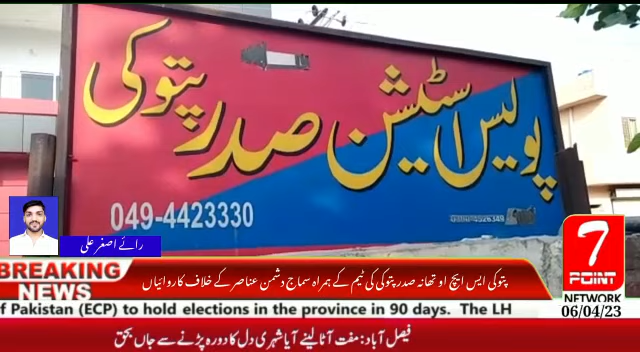 پولیس اسٹیشن صدر پتوکی
049-4423330
رائے اصغر علی
7
POINT
NETWORK
06/04/23
BREAKING
NEWS
پتوکی ایس ایچ او تھانہ صدر پتوکی کی ٹیم کے ہمراہ سماج دشمن عناصر کے خلاف کاروائیاں
f Pakistan (ECP) to hold elections in the province in 90 days. The LH
فیصل آباد: مفت آٹا لینے آیا شہری دل کا دورہ پڑنے سے جاں بحق